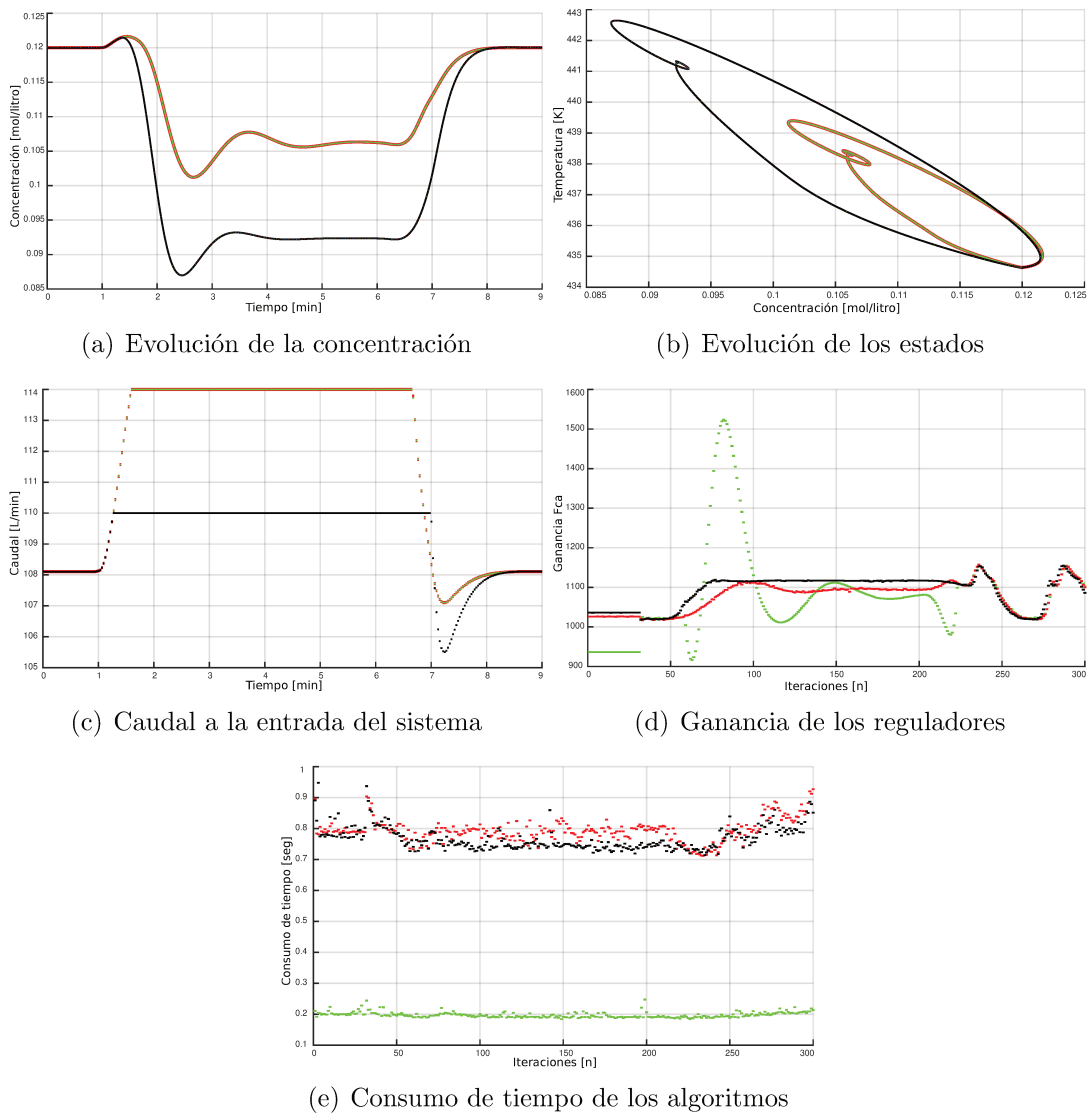 0.125
0.12
0.115
0.11
0.105
0.1
0.095
0.09
0.085
Concentración [mol/litro]
0 1 2 3 4 5 6 7 8 9
Tiempo [min]
(a) Evolución de la concentración
443
442
441
440
439
438
437
436
435
434
Temperatura [K]
0.085 0.09 0.095 0.1 0.105 0.11 0.115 0.12 0.125
Concentración [mol/litro]
(b) Evolución de los estados
114
113
112
111
110
109
108
107
106
105
Caudal [L/min]
0 1 2 3 4 5 6 7 8 9
Tiempo [min]
(c) Caudal a la entrada del sistema
1600
1500
1400
1300
1200
1100
1000
900
Ganancia Fca
0 50 100 150 200 250 300
Iteraciones [n]
(d) Ganancia de los reguladores
1
0.9
0.8
0.7
0.6
0.5
0.4
0.3
0.2
0.1
Consumo de tiempo [seg]
0 50 100 150 200 250 300
Iteraciones [n]
(e) Consumo de tiempo de los algoritmos